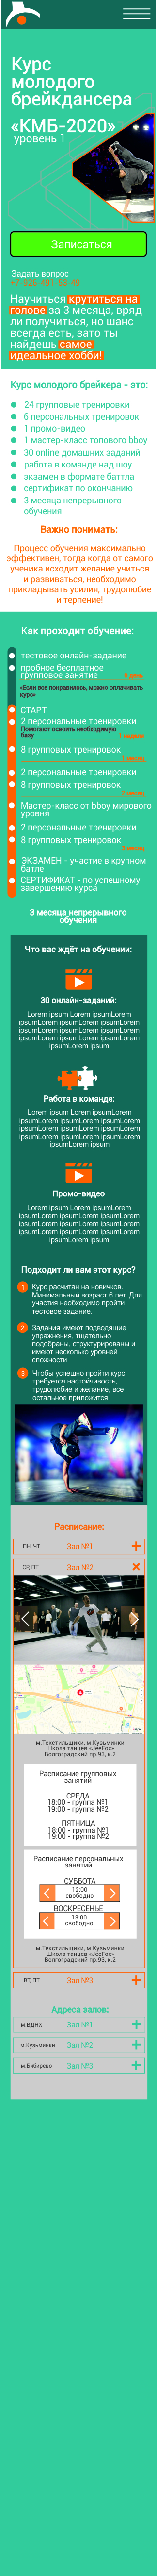 Курс
молодого
брейкдансера
«КМБ-2020»
уровень 1
Записаться
Задать вопрос
Научиться крутиться на
голове за 3 месяца, вряд
ли получиться, но шанс
всегда есть, зато ты
найдешь самое
идеальное хобби!
Курс молодого брейкера - это:
24 групповые тренировки
6 персональных тренировок
1 промо-видео
1 мастер-класс топового bboy
30 online домашних заданий
работа в команде над шоу
экзамен в формате баттла
сертификат по окончанию
3 месяца непрерывного
обучения
Важно понимать:
Процесс обучения максимально
эффективен, тогда когда от самого
ученика исходит желание учиться
и развиваться, необходимо
прикладывать усилия, трудолюбие
и терпение!
Как проходит обучение:
тестовое онлайн-задание
пробное бесплатное
групповое занятие
«Если все понравилось, можно оплачивать
курс»
СТАРТ
2 персональные тренировки
Помогают освоить необходимую
базу
8 групповых тренировок
2 персональные тренировки
8 групповых тренировок
Мастер-класс от bboy мирового
уровня
2 персональные тренировки
8 групповых тренировок
ЭКЗАМЕН - участие в крупном
батле
СЕРТИФИКАТ - по успешному
завершению курса
3 месяца непрерывного
обучения
Что вас ждёт на обучении:
30 онлайн-заданий:
Lorem ipsum Lorem ipsumLorem
ipsumLorem ipsumLorem ipsumLorem
ipsumLorem ipsumLorem ipsumLorem
ipsumLorem ipsumLorem ipsumLorem
ipsumLorem ipsum
Работа в команде:
Lorem ipsum Lorem ipsumLorem
ipsumLorem ipsumLorem ipsumLorem
ipsumLorem ipsumLorem ipsumLorem
ipsumLorem ipsumLorem ipsumLorem
ipsumLorem ipsum
Промо-видео
Lorem ipsum Lorem ipsumLorem
ipsumLorem ipsumLorem ipsumLorem
ipsumLorem ipsumLorem ipsumLorem
ipsumLorem ipsumLorem ipsumLorem
ipsumLorem ipsum
Подходит ли вам этот курс?
1 Курс расчитан на новичков.
Минимальный возраст 6 лет. Для
участия необходимо пройти
тестовое задание.
2 Задания имеют подводящие
упражнения, тщательно
подобраны, структурированы и
имеют несколько уровней
сложности
3 Чтобы успешно пройти курс,
требуется настойчивость,
трудолюбие и желание, все
остальное приложится
Расписание:
ПН, ЧТ Зал №1
СР, ПТ Зал №2
м.Текстильщики, м.Кузьминки
Школа танцев «JeeFox»
Волгоградский пр.93, к.2
Расписание групповых
занятий
СРЕДА
18:00 - группа №1
19:00 - группа №2
ПЯТНИЦА
18:00 - группа №1
19:00 - группа №2
Расписание персональных
занятий
СУББОТА
12:00
свободно
ВОСКРЕСЕНЬЕ
13:00
свободно
м.Текстильщики, м.Кузьминки
Школа танцев «JeeFox»
Волгоградский пр.93, к.2
ВТ, ПТ Зал №3
Адреса залов:
м.ВДНХ Зал №1
м.Кузьминки Зал №2
м.Бибирево Зал №3